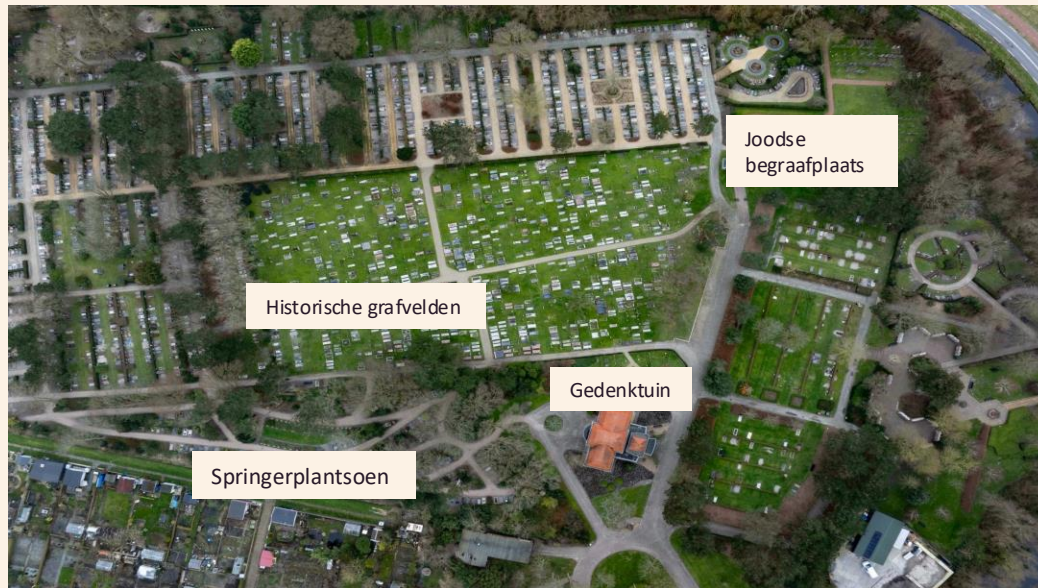 Joodse
begraafplaats
Historische grafvelden
Gedenktuin
Springerplantsoen